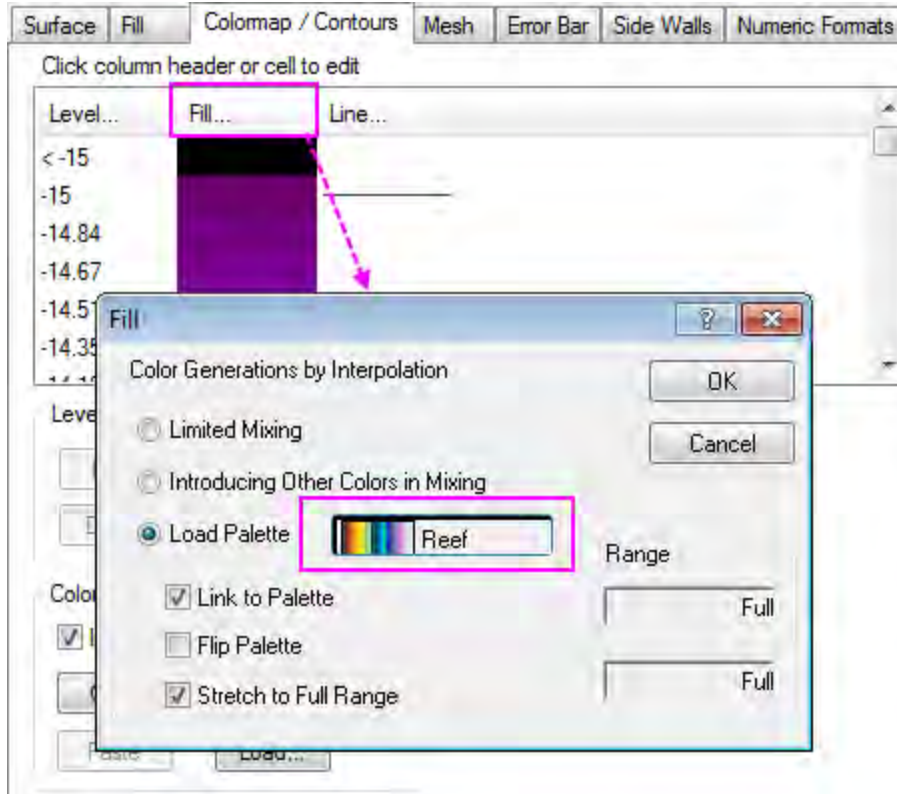 Surface Fill Colormap / Contours Mesh Error Bar Side Walls Numeric Formats
Click column header or cell to edit
Level... Fill... Line...
< -15
-15
-14.84
-14.67
-14.5
-14.35
Fill
Color Generations by Interpolation
OK
Limited Mixing
Cancel
Introducing Other Colors in Mixing
Load Palette Reef
Range
Link to Palette
Full
Flip Palette
Stretch to Full Range
Full
Leve
Color
Paste Load...